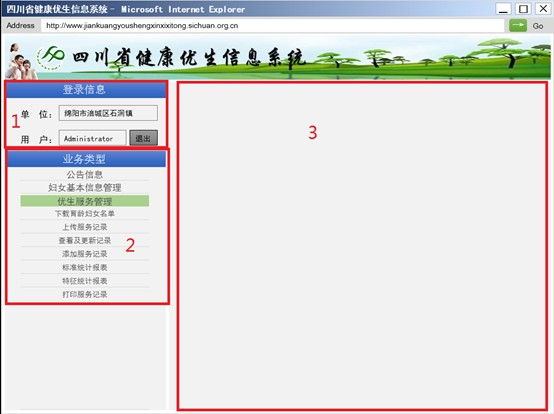 四川省健康优生信息系统 - Microsoft Internet Explorer
Address http://www.jiankuangyoushengxinxixitong.sichuan.org.cn Go
四川省健康优生信息系统
登录信息
1
单 位: 绵阳市涪城区石洞镇
用 户: Administrator 退出
业务类型
公告信息
妇女基本信息管理
优生服务管理
下载育龄妇女名单
上传服务记录
查看及更新记录
2
添加服务记录
标准统计报表
特征统计报表
打印服务记录
3